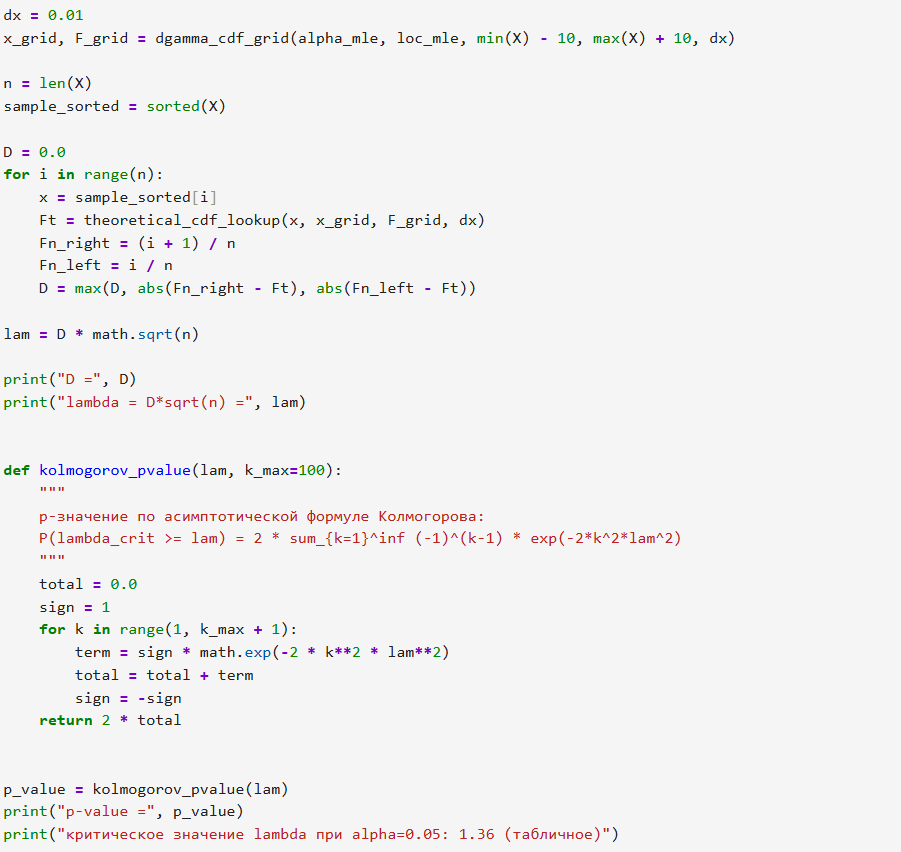 dx = 0.01
x_grid, F_grid = dgamma_cdf_grid(alpha_mle, loc_mle, min(X) - 10, max(X) + 10, dx)
n = len(X)
sample_sorted = sorted(X)
D = 0.0
for i in range(n):
    x = sample_sorted[i]
    Ft = theoretical_cdf_lookup(x, x_grid, F_grid, dx)
    Fn_right = (i + 1) / n
    Fn_left = i / n
    D = max(D, abs(Fn_right - Ft), abs(Fn_left - Ft))
lam = D * math.sqrt(n)
print("D =", D)
print("lambda = D*sqrt(n) =", lam)
def kolmogorov_pvalue(lam, k_max=100):
    """
    p-значение по асимптотической формуле Колмогорова:
    P(lambda_crit >= lam) = 2 * sum_{k=1}^inf (-1)^(k-1) * exp(-2*k^2*lam^2)
    """
    total = 0.0
    sign = 1
    for k in range(1, k_max + 1):
        term = sign * math.exp(-2 * k**2 * lam**2)
        total = total + term
        sign = -sign
    return 2 * total
p_value = kolmogorov_pvalue(lam)
print("p-value =", p_value)
print("критическое значение lambda при alpha=0.05: 1.36 (табличное)")